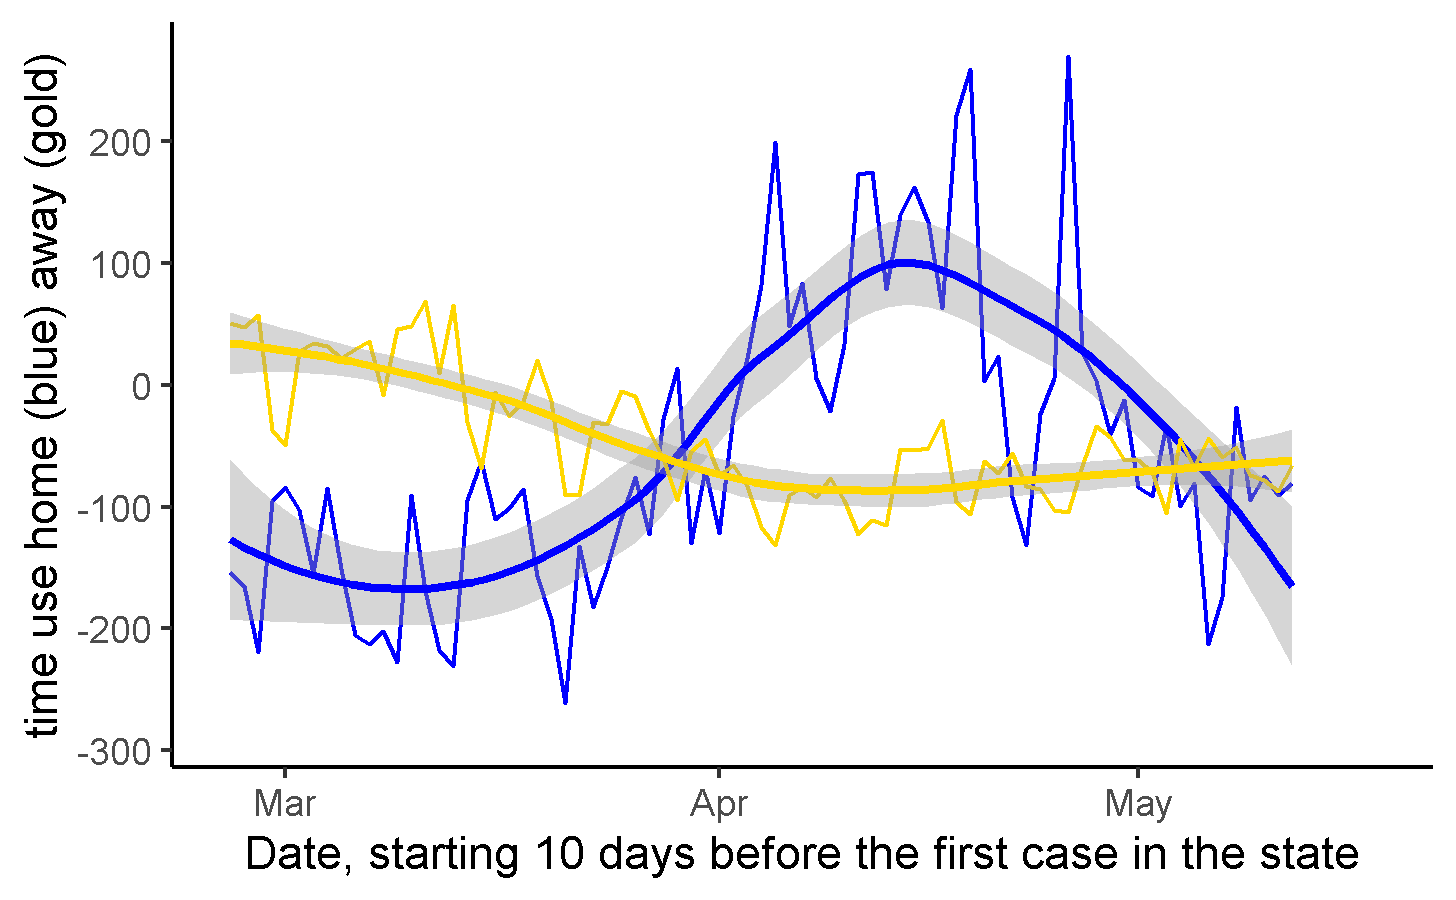 time use home (blue) away (gold)
200
100
0
-100
-200
-300
Mar Apr May
Date, starting 10 days before the first case in the state